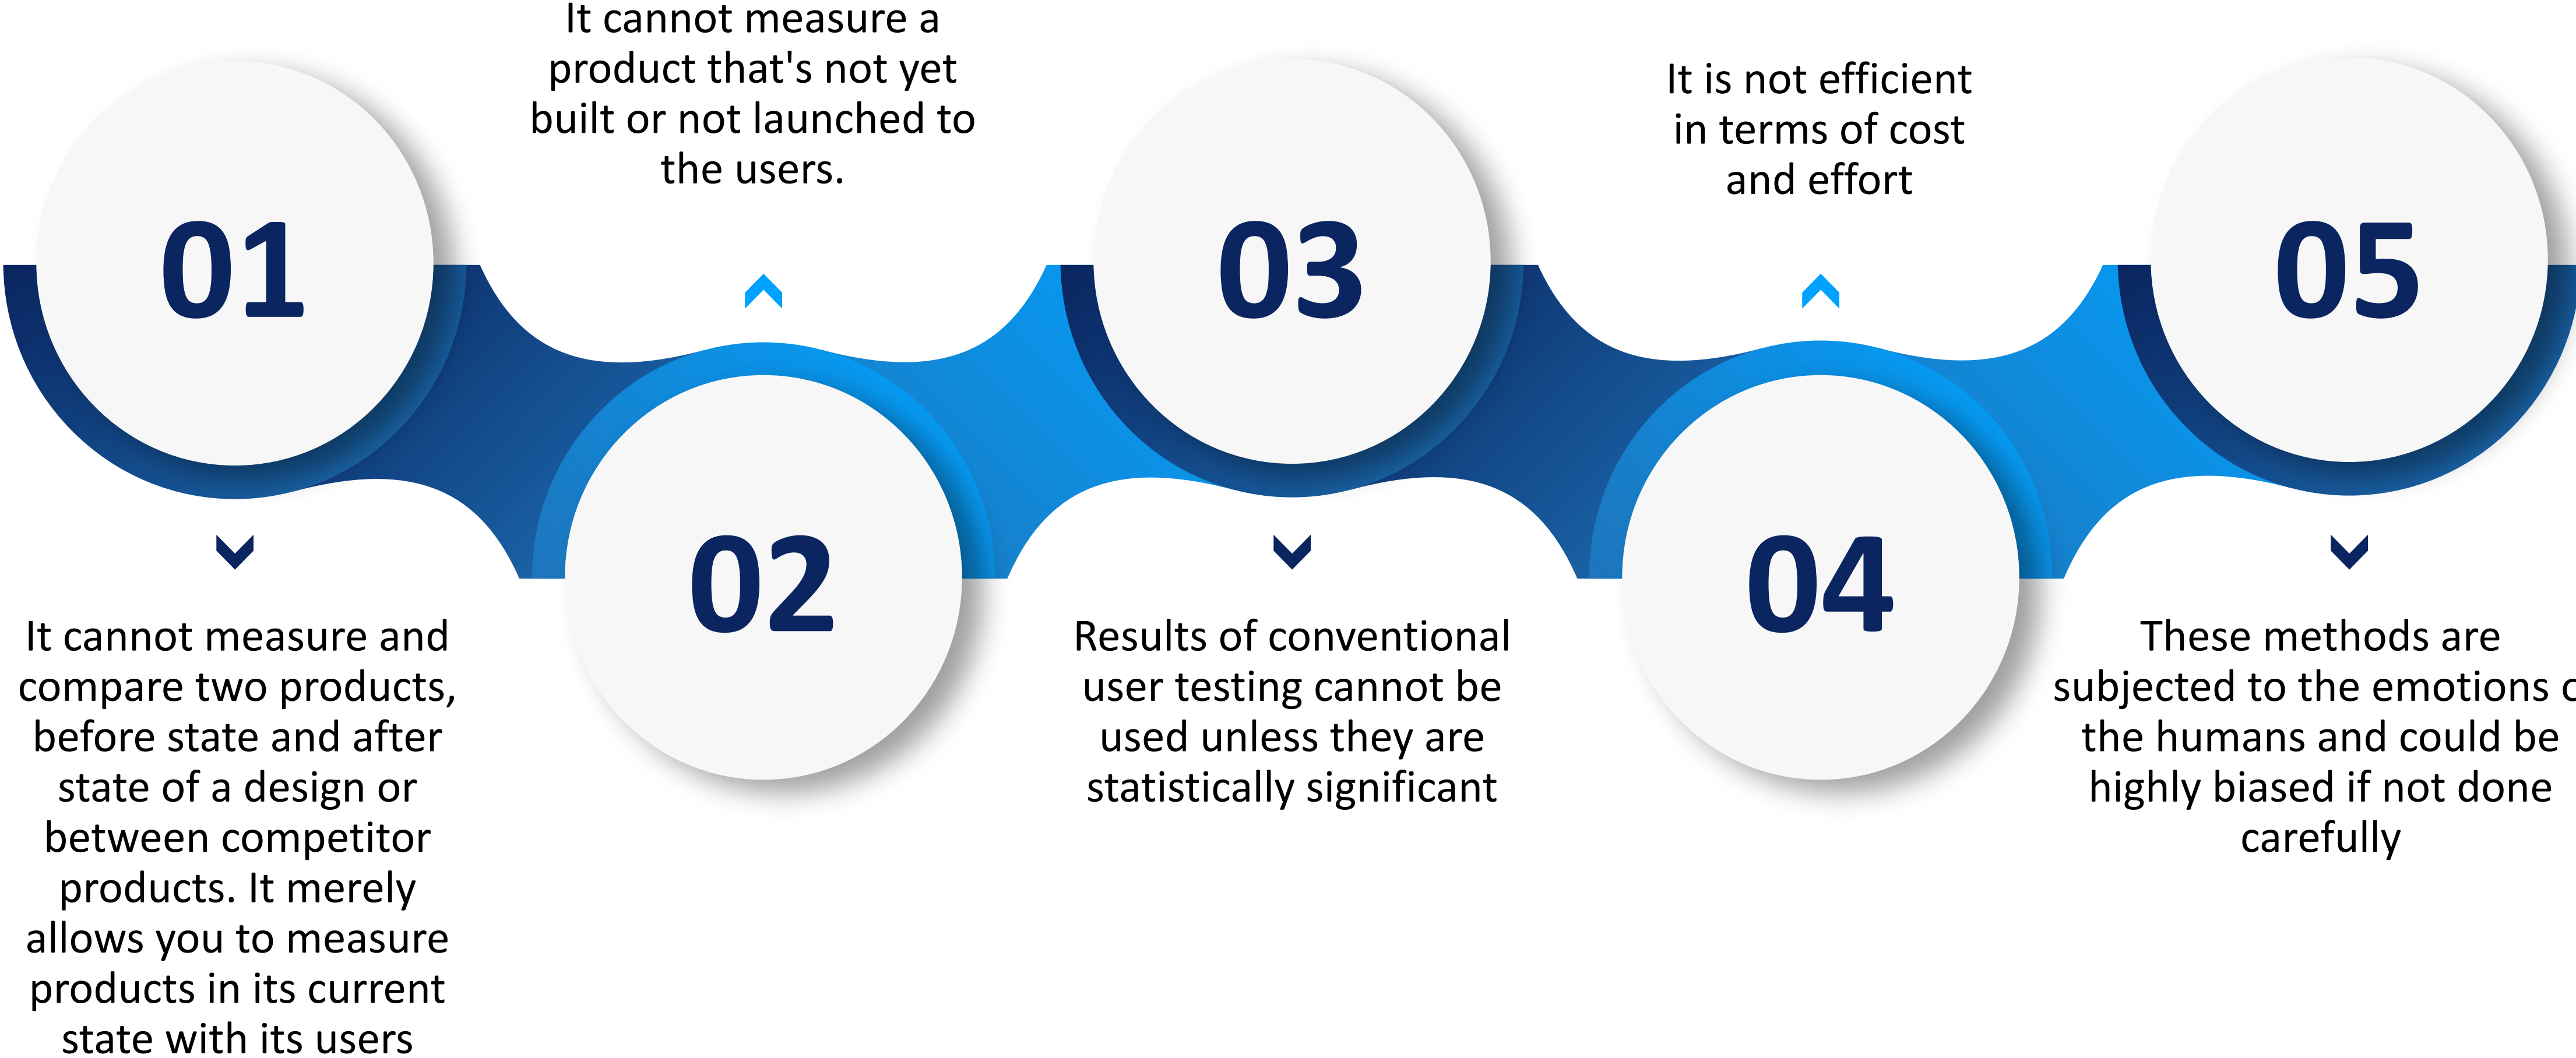 01
It cannot measure and
compare two products,
before state and after
state of a design or
between competitor
products. It merely
allows you to measure
products in its current
state with its users
It cannot measure a
product that's not yet
built or not launched to
the users.
02
03
Results of conventional
user testing cannot be
used unless they are
statistically significant
It is not efficient
in terms of cost
and effort
04
05
These methods are
subjected to the emotions
the humans and could be
highly biased if not done
carefully